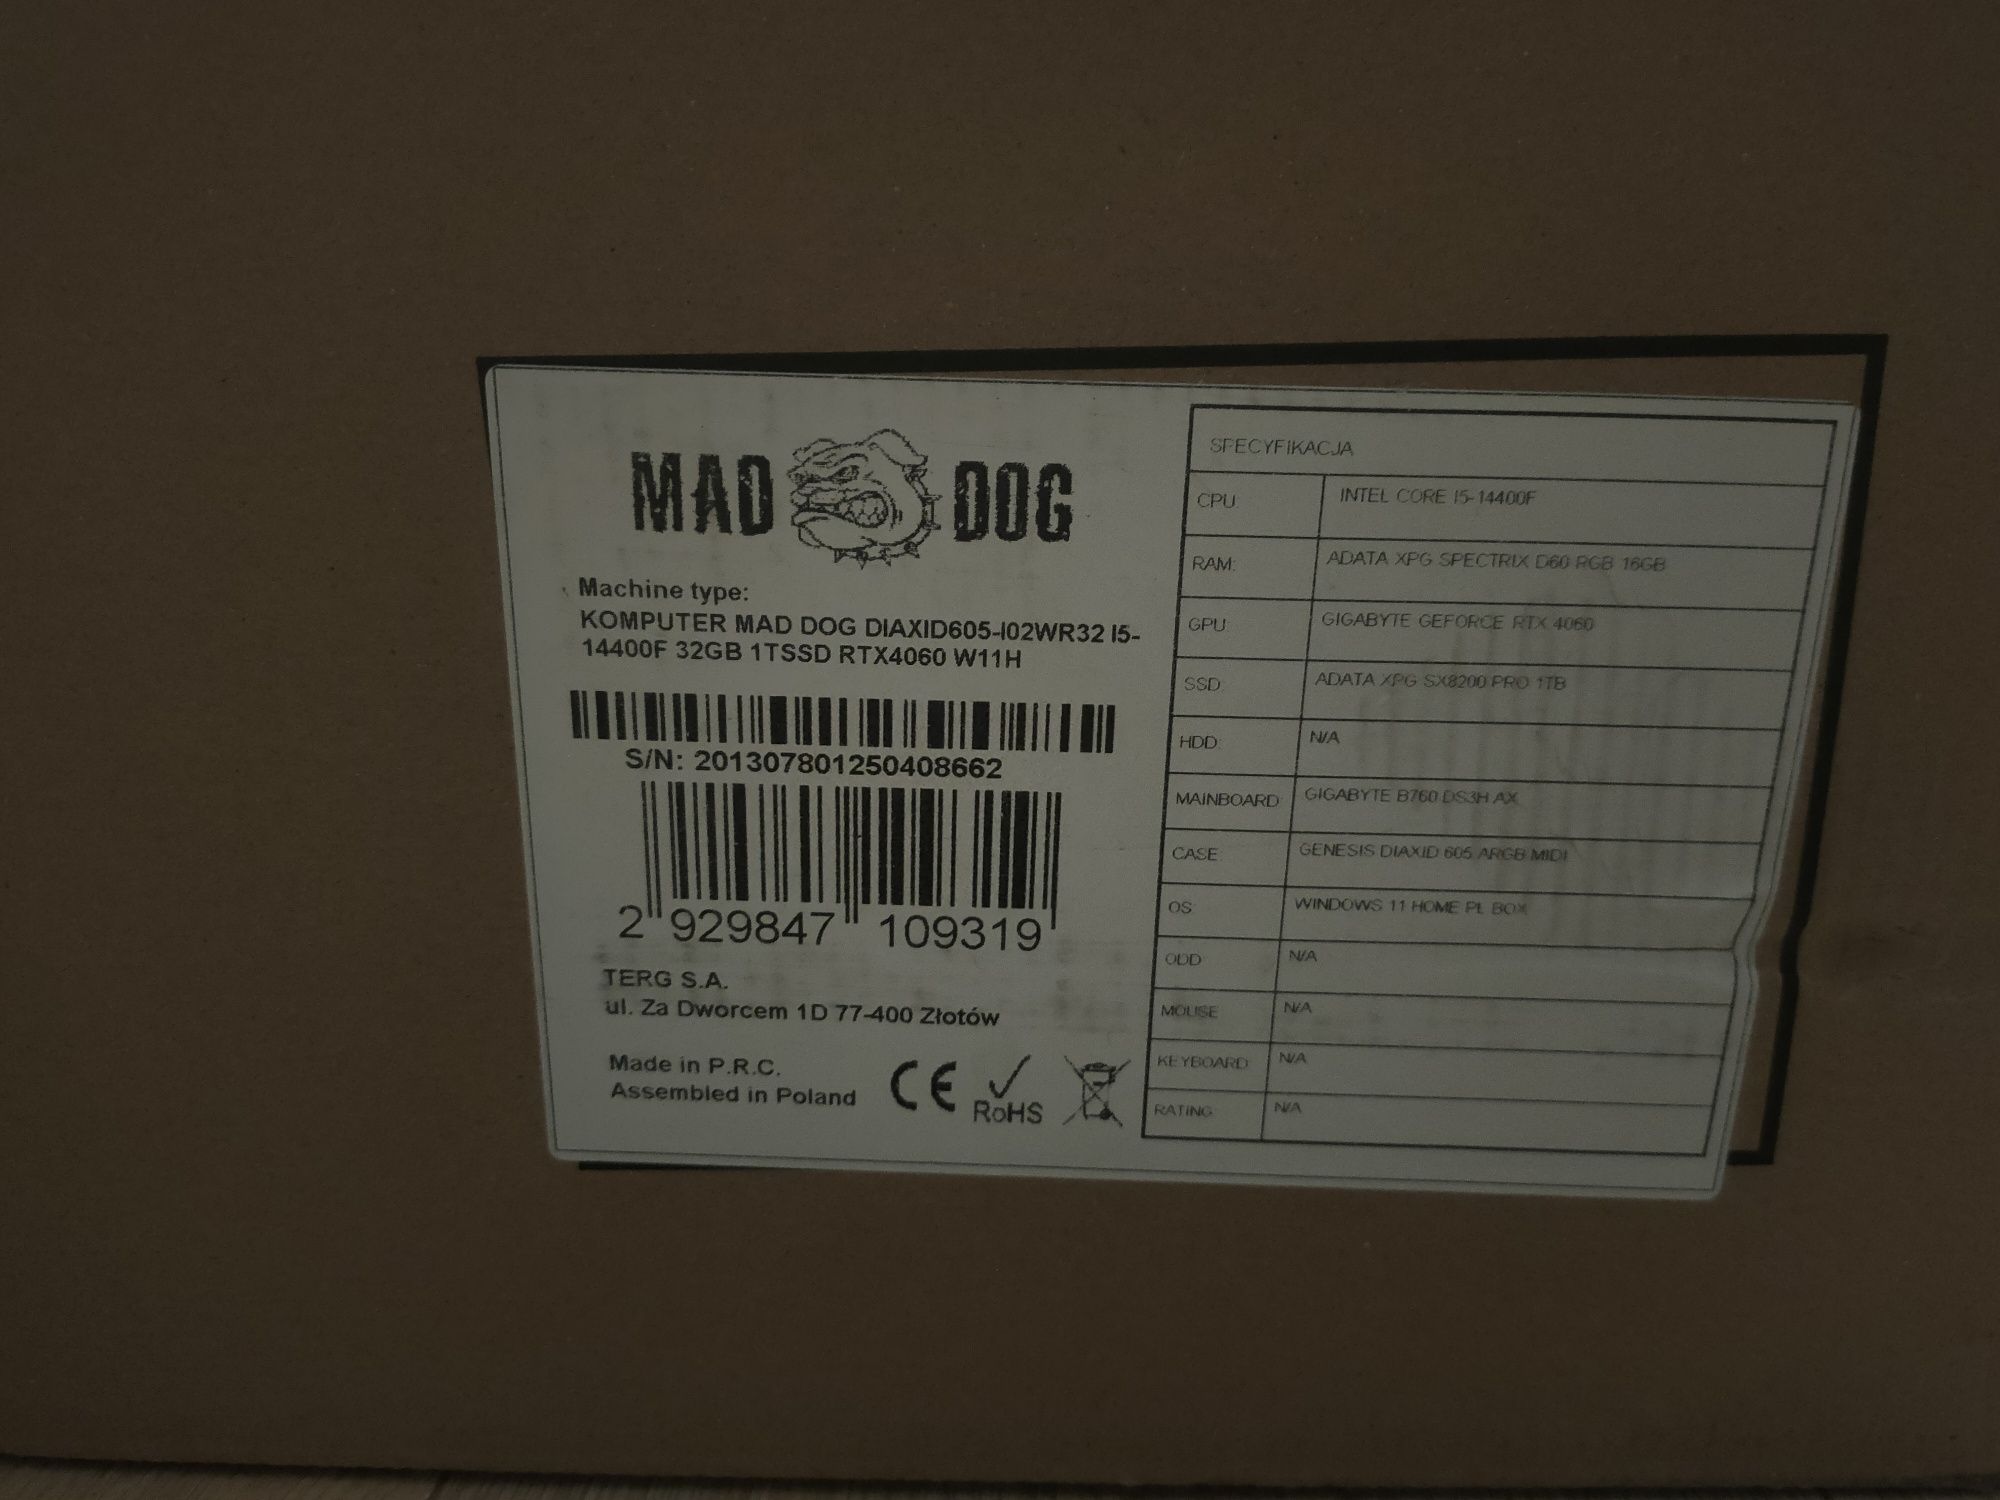 MAD DOG
Machine type:
KOMPUTER MAD DOG DIAXID605-I02WR32 I5-
14400F 32GB 1TSSD RTX4060 W11H
S/N: 201307801250408662
2 929847 109319
TERG S.A.
ul. Za Dworcem 1D 77-400 Złotów
Made in P.R.C.
Assembled in Poland
CE
RoHS
SPECYFIKACJA
CPU: INTEL CORE I5-14400F
RAM: ADATA XPG SPECTRIX D60 RGB 16GB
GPU: GIGABYTE GEFORCE RTX 4060
SSD: ADATA XPG SX8200 PRO 1TB
HDD: N/A
MAINBOARD: GIGABYTE B760 DS3H AX
CASE: GENESIS DIAXID 605 ARGB MIDI
OS: WINDOWS 11 HOME PL BOX
ODD: N/A
MOUSE: N/A
KEYBOARD: N/A
RATING: N/A